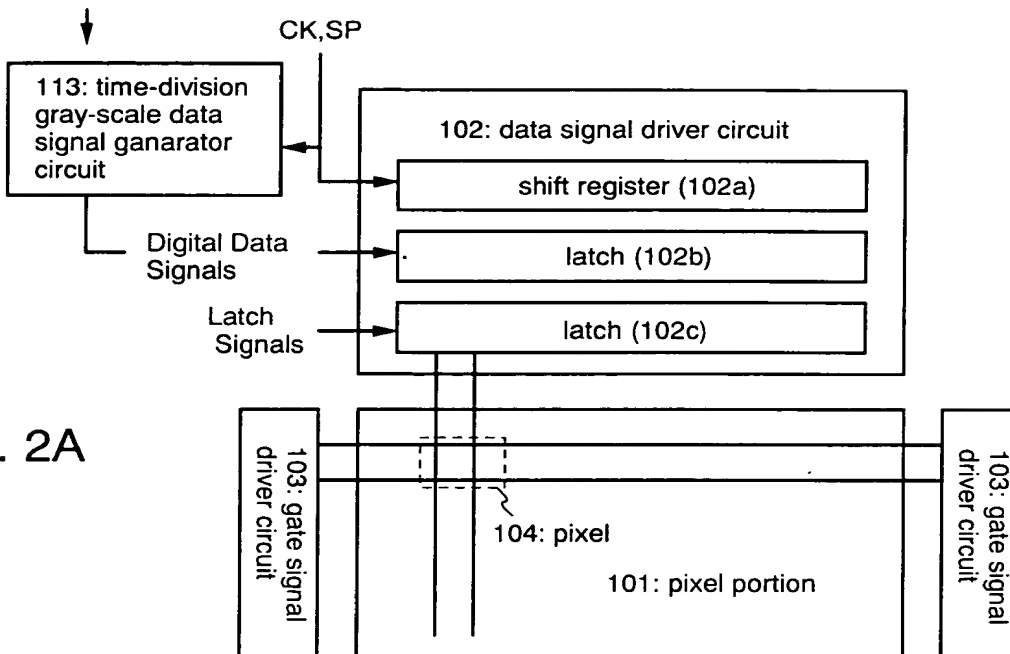 CK,SP
113: time-division
gray-scale data
signal ganarator
circuit
102: data signal driver circuit
shift register (102a)
Digital Data
Signals
latch (102b)
Latch
Signals
latch (102c)
. 2A
103: gate signal
driver circuit
104: pixel
101: pixel portion
103: gate signal
driver circuit